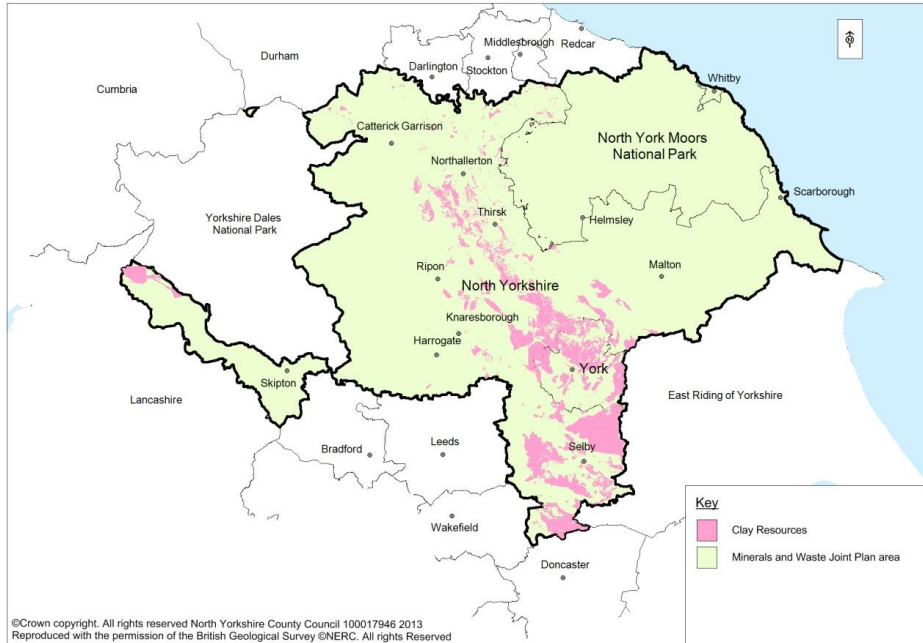 Middlesbrough
Redcar
Durham
Darlington
Stockton
Cumbria
Whitby
Catterick Garrison
North York Moors
National Park
Northallerton
Scarborough
Yorkshire Dales
National Park
Thirsk
Helmsley
Ripon
North Yorkshire
Malton
Knaresborough
Harrogate
York
Skipton
Lancashire
East Riding of Yorkshire
Bradford
Leeds
Selby
Wakefield
Doncaster
Key
Clay Resources
Minerals and Waste Joint Plan area
©Crown copyright. All rights reserved North Yorkshire County Council 100017946 2013
Reproduced with the permission of the British Geological Survey ©NERC. All rights Reserved